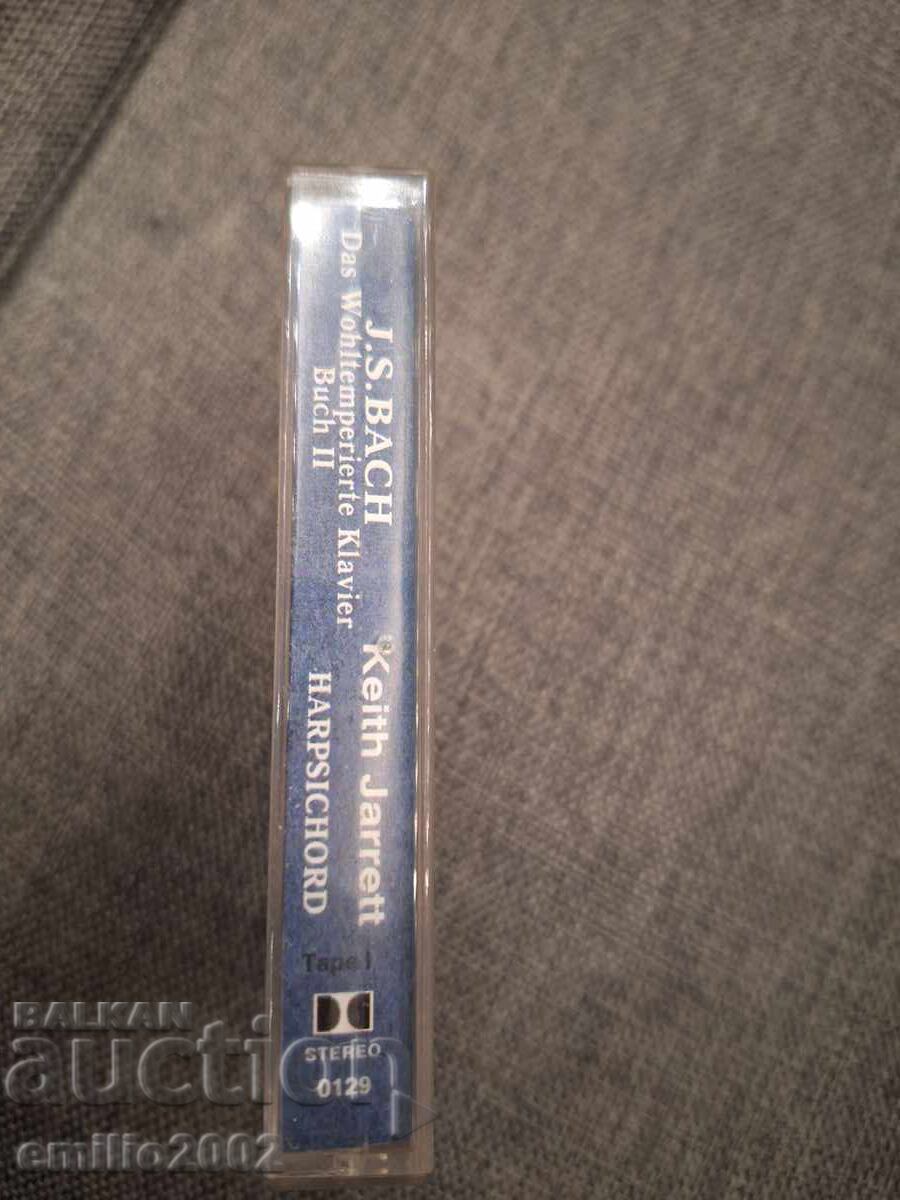 J.S.BACH
Das Wohltemperierte Klavier
Buch II
Keith Jarrett
HARPSICHORD
Tape I
STEREO
0129
BALKAN
auction
emilio2002